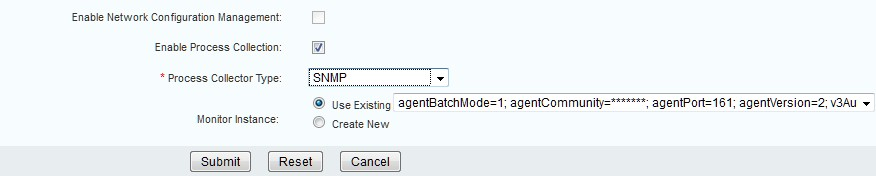 Enable Network Configuration Management:
Enable Process Collection:
* Process Collector Type: SNMP
Monitor Instance: Use Existing agentBatchMode=1; agentCommunity=*******; agentPort=161; agentVersion=2; v3Au
Create New
Submit Reset Cancel